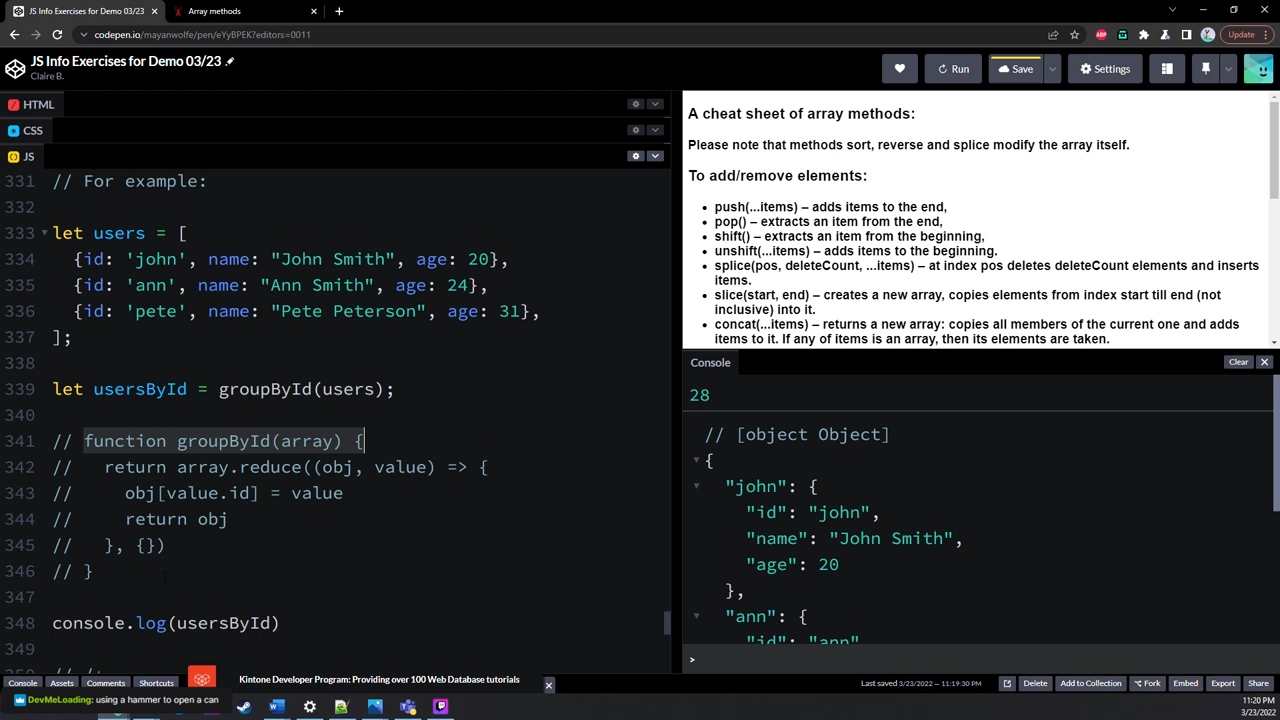 JS Info Exercises for Demo 03/23
Array methods
codepen.io/mayanwolfe/pen/eYyBPEK?editors=0011
Update
JS Info Exercises for Demo 03/23
Claire B.
Run
Save
Settings
HTML
CSS
JS
331 // For example:
332
333 let users = [
334 {id: 'john', name: "John Smith", age: 20},
335 {id: 'ann', name: "Ann Smith", age: 24},
336 {id: 'pete', name: "Pete Peterson", age: 31},
337 ];
338
339 let usersById = groupById(users);
340
341 // function groupById(array) {
342 // return array.reduce((obj, value) => {
343 // obj[value.id] = value
344 // return obj
345 // }, {})
346 // }
347
348 console.log(usersById)
349
A cheat sheet of array methods:
Please note that methods sort, reverse and splice modify the array itself.
To add/remove elements:
push(...items) – adds items to the end,
pop() – extracts an item from the end,
shift() – extracts an item from the beginning,
unshift(...items) – adds items to the beginning.
splice(pos, deleteCount, ...items) – at index pos deletes deleteCount elements and inserts
items.
slice(start, end) – creates a new array, copies elements from index start till end (not
inclusive) into it.
concat(...items) – returns a new array: copies all members of the current one and adds
items to it. If any of items is an array, then its elements are taken.
Console
Clear
28
// [object Object]
{
"john": {
"id": "john",
"name": "John Smith",
"age": 20
},
"ann": {
"id": "ann"
>
Kintone Developer Program: Providing over 100 Web Database tutorials
Console Assets Comments Shortcuts
Last saved 3/23/2022 — 11:19:30 PM
Delete Add to Collection Fork Embed Export Share
DevMeLoading: using a hammer to open a can
11:20 PM
3/23/2022